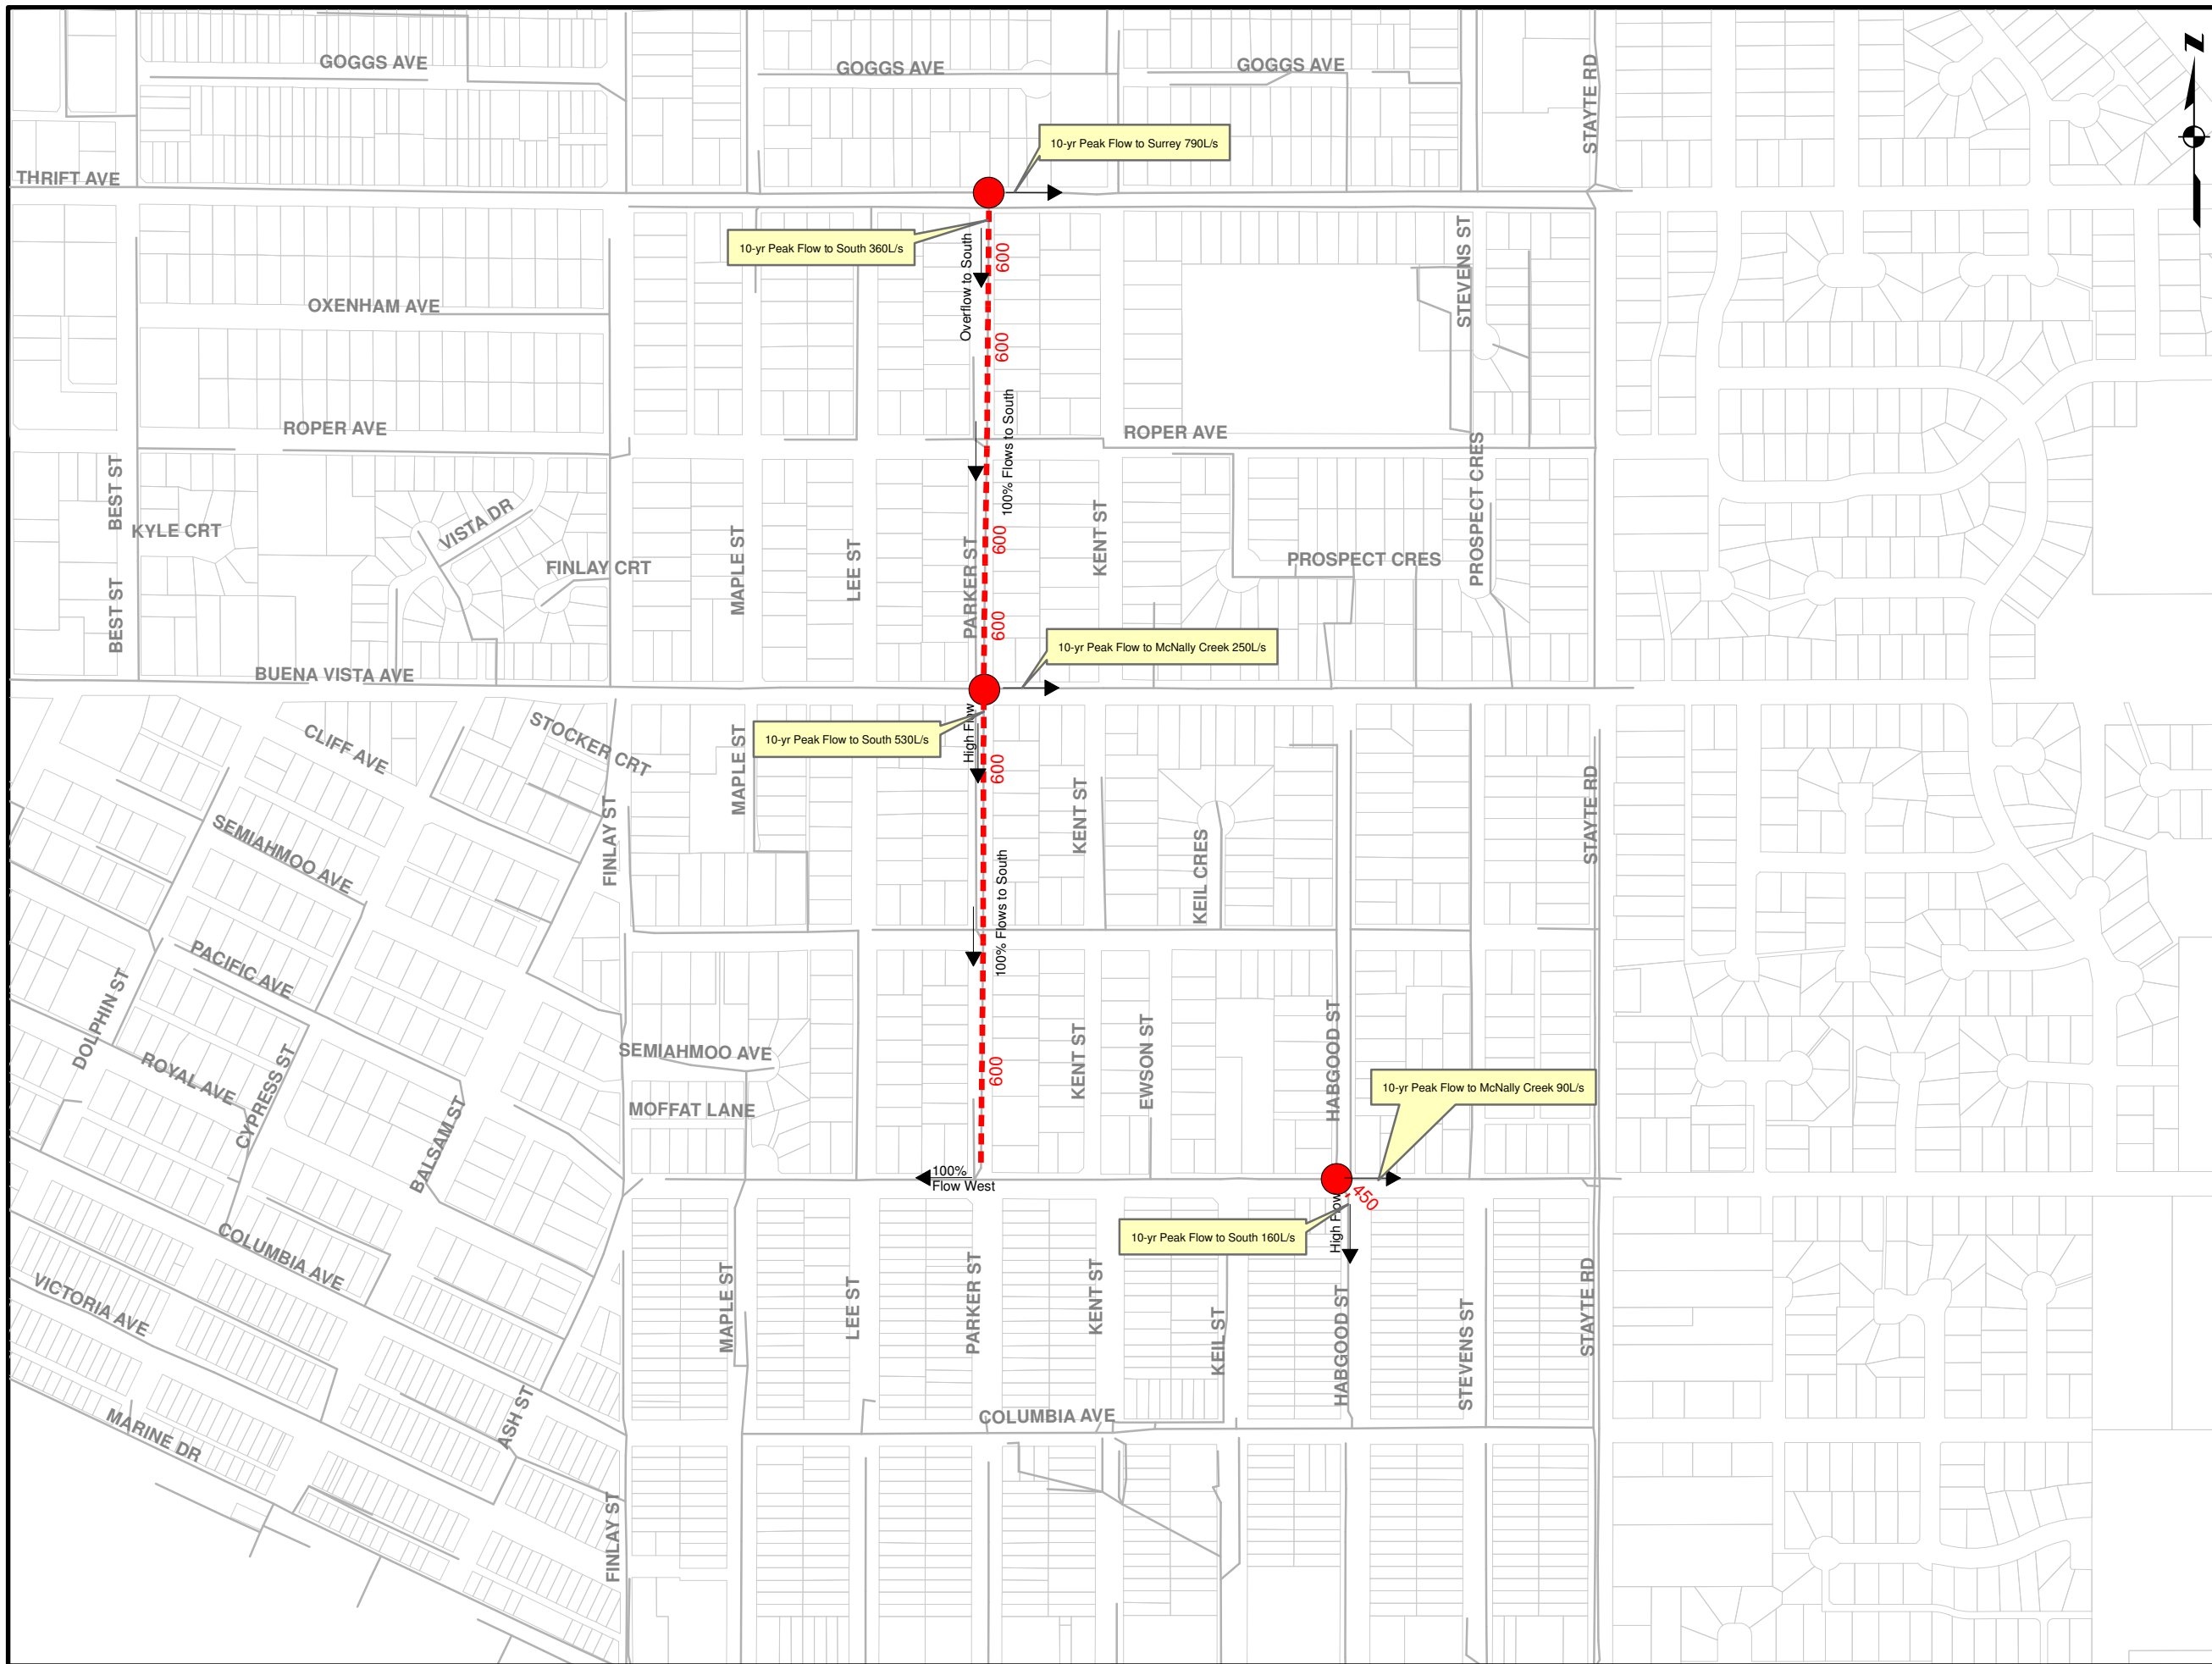 GOGGS AVE
GOGGS AVE
GOGGS AVE
STAYTE RD
N
10-yr Peak Flow to Surrey 790L/s
THRIFT AVE
10-yr Peak Flow to South 360L/s
Overflow to South
600
STEVENS ST
OXENHAM AVE
600
ROPER AVE
100% Flows to South
ROPER AVE
BEST ST
KYLE CRT
VISTA DR
FINLAY CRT
MAPLE ST
LEE ST
PARKER ST
600
KENT ST
PROSPECT CRES
PROSPECT CRES
BEST ST
600
10-yr Peak Flow to McNally Creek 250L/s
BUENA VISTA AVE
CLIFF AVE
STOCKER CRT
MAPLE ST
10-yr Peak Flow to South 530L/s
High Flow
600
KENT ST
STAYTE RD
SEMIAHMOO AVE
FINLAY ST
KEIL CRES
100% Flows to South
PACIFIC AVE
DOLPHIN ST
ROYAL AVE
CYPRESS ST
BALSAM ST
SEMIAHMOO AVE
MOFFAT LANE
600
KENT ST
EWSON ST
HABGOOD ST
10-yr Peak Flow to McNally Creek 90L/s
100%
Flow West
450
High Flow
10-yr Peak Flow to South 160L/s
COLUMBIA AVE
VICTORIA AVE
MAPLE ST
LEE ST
PARKER ST
KENT ST
KEIL ST
HABGOOD ST
STEVENS ST
STAYTE RD
MARINE DR
ASH ST
COLUMBIA AVE
FINLAY ST